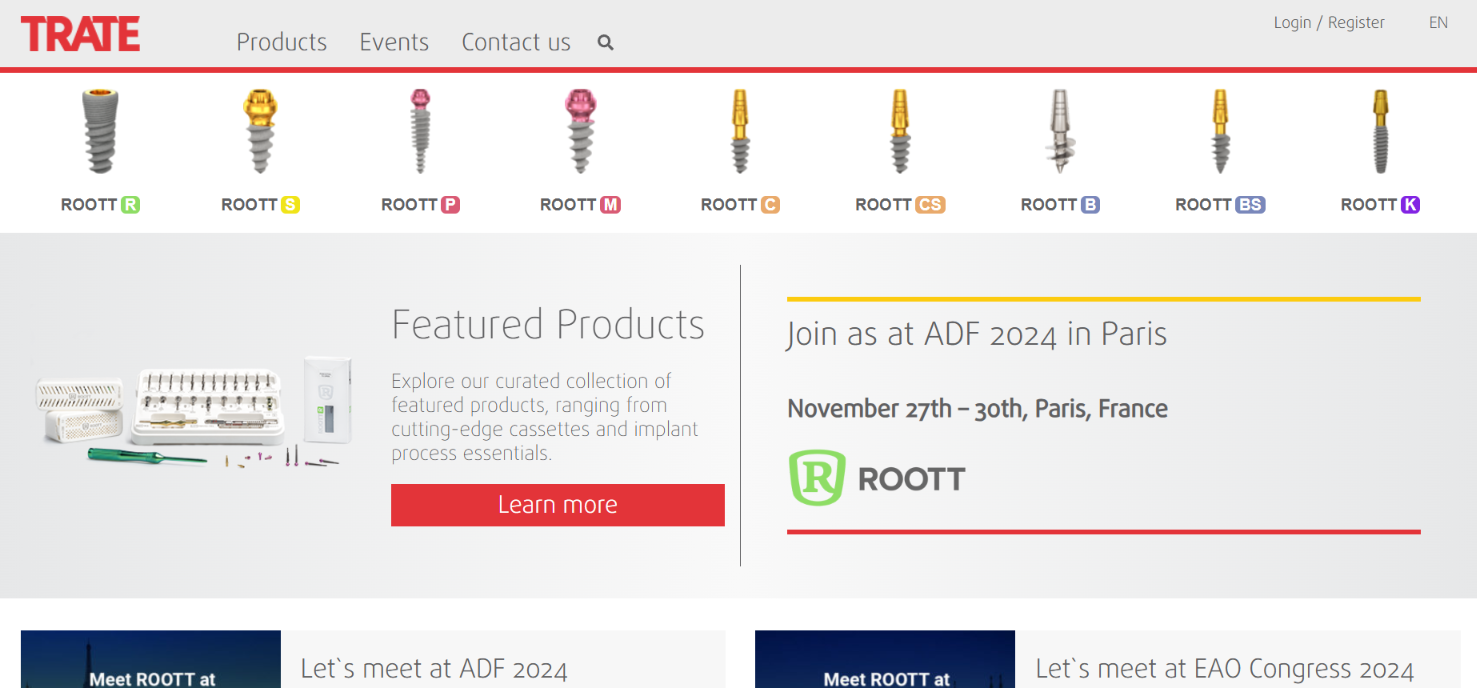 TRATE
Products Events Contact us
Login / Register EN
ROOTT R
ROOTT S
ROOTT P
ROOTT M
ROOTT C
ROOTT CS
ROOTT B
ROOTT BS
ROOTT K
Featured Products
Explore our curated collection of
featured products, ranging from
cutting-edge cassettes and implant
process essentials.
Learn more
Join as at ADF 2024 in Paris
November 27th – 30th, Paris, France
R ROOTT
Meet ROOTT at
Let`s meet at ADF 2024
Meet ROOTT at
Let`s meet at EAO Congress 2024